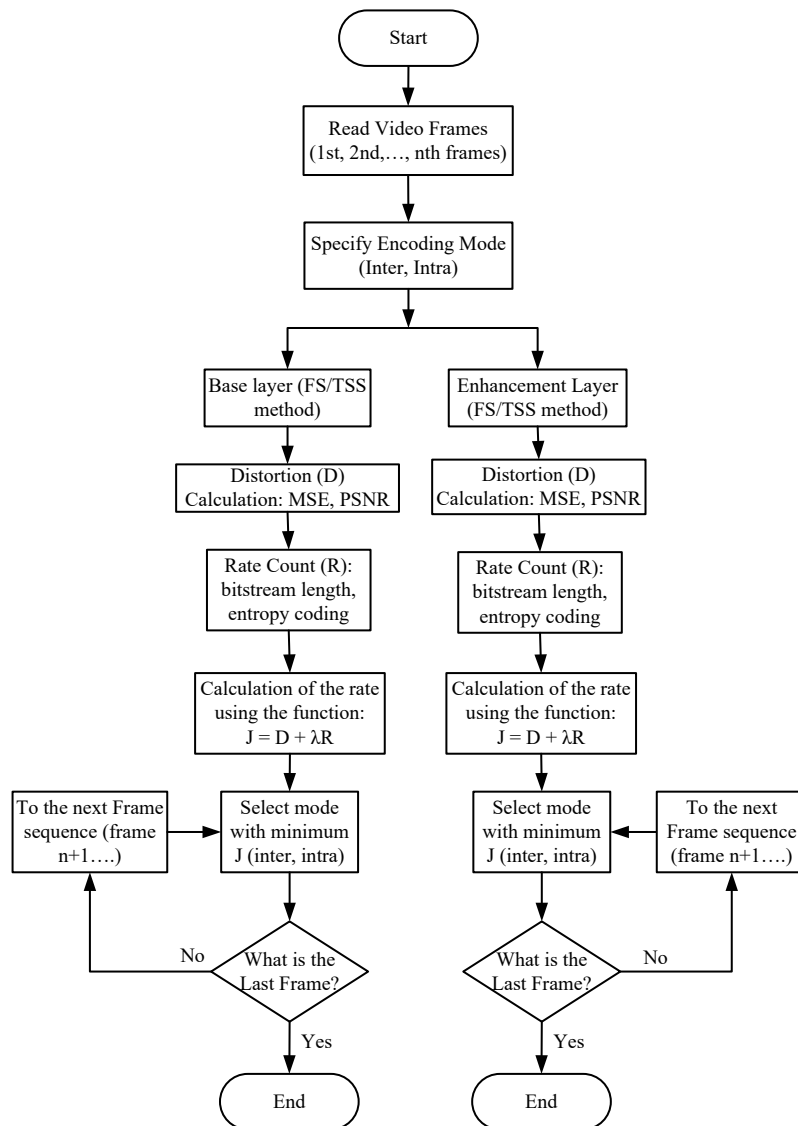 Start
Read Video Frames
(1st, 2nd,…, nth frames)
Specify Encoding Mode
(Inter, Intra)
Base layer (FS/TSS
method)
Enhancement Layer
(FS/TSS method)
Distortion (D)
Calculation: MSE, PSNR
Distortion (D)
Calculation: MSE, PSNR
Rate Count (R):
bitstream length,
entropy coding
Rate Count (R):
bitstream length,
entropy coding
Calculation of the rate
using the function:
J = D + λR
Calculation of the rate
using the function:
J = D + λR
To the next Frame
sequence (frame
n+1….)
Select mode
with minimum
J (inter, intra)
Select mode
with minimum
J (inter, intra)
To the next
Frame sequence
(frame n+1….)
No
What is the
Last Frame?
What is the
Last Frame?
No
Yes
Yes
End
End